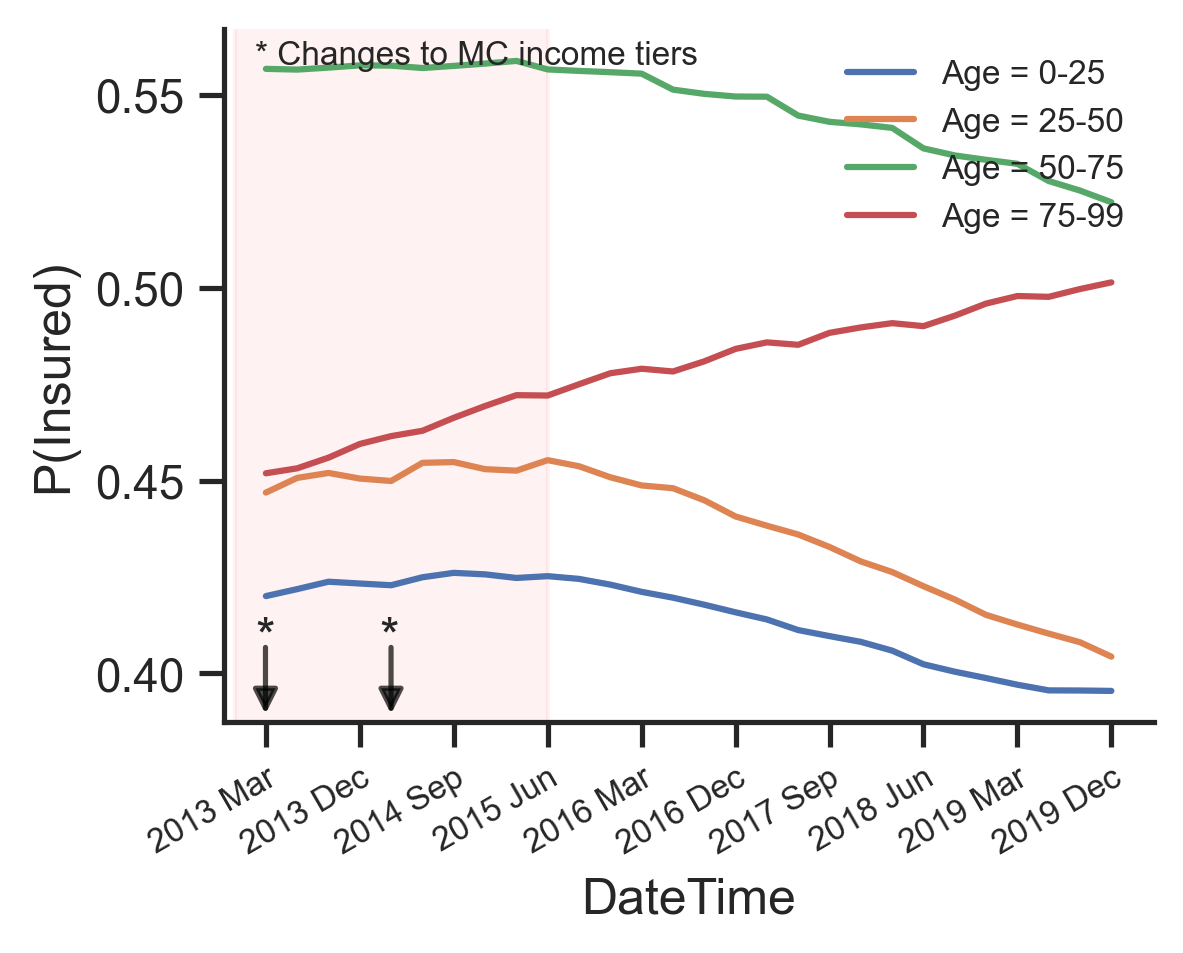 * Changes to MC income tiers
Age = 0-25
Age = 25-50
Age = 50-75
Age = 75-99
0.55
0.50
0.45
0.40
P(Insured)
* *
2013 Mar
2013 Dec
2014 Sep
2015 Jun
2016 Mar
2016 Dec
2017 Sep
2018 Jun
2019 Mar
2019 Dec
DateTime